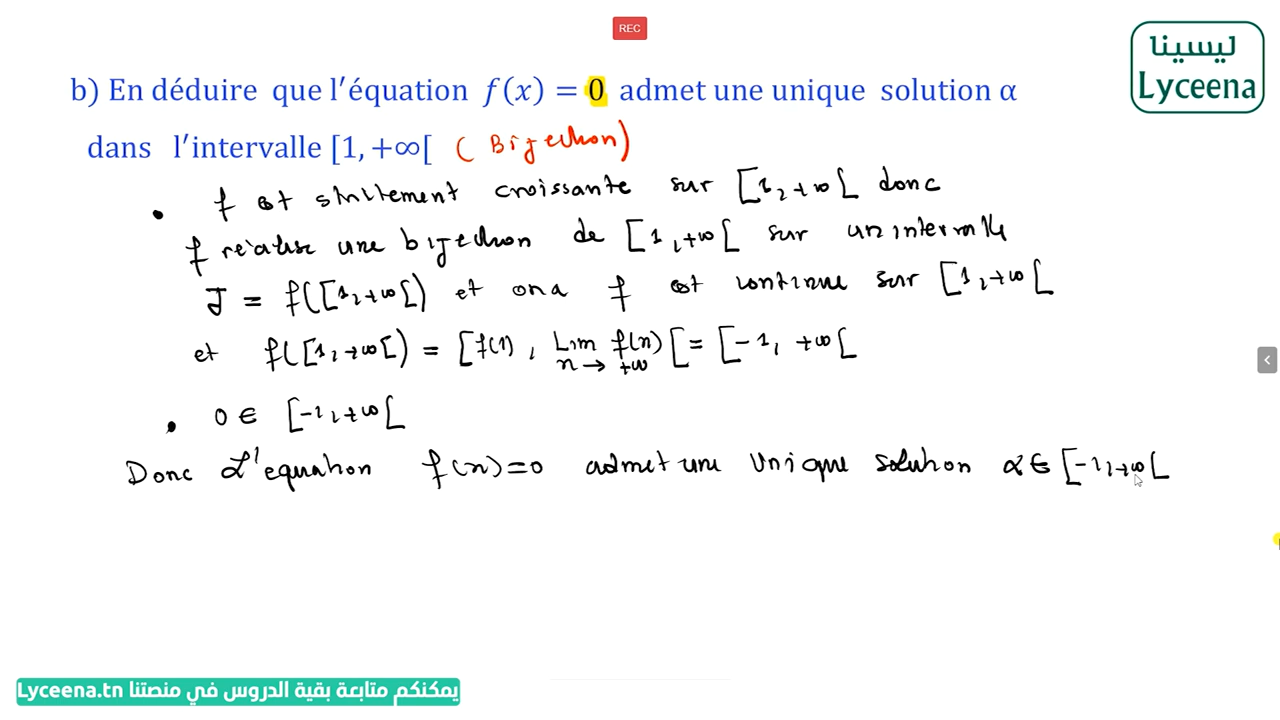 REC
ليسينا
Lyceena
b) En déduire que l'équation f(x) = 0 admet une unique solution α
dans l'intervalle [1, +∞[ ( Bijection)
• f est strictement croissante sur [1, +∞[ donc
f réalise une bijection de [1, +∞[ sur un intervalle
J = f([1, +∞[) et on a f est continue sur [1, +∞[
et f([1, +∞[) = [f(1), lim n→+∞ f(n)[ = [-1, +∞[
• 0 ∈ [-1, +∞[
Donc L'equation f(n)=0 admet une unique solution α ∈ [-1, +∞[
يمكنكم متابعة بقية الدروس في منصتنا Lyceena.tn